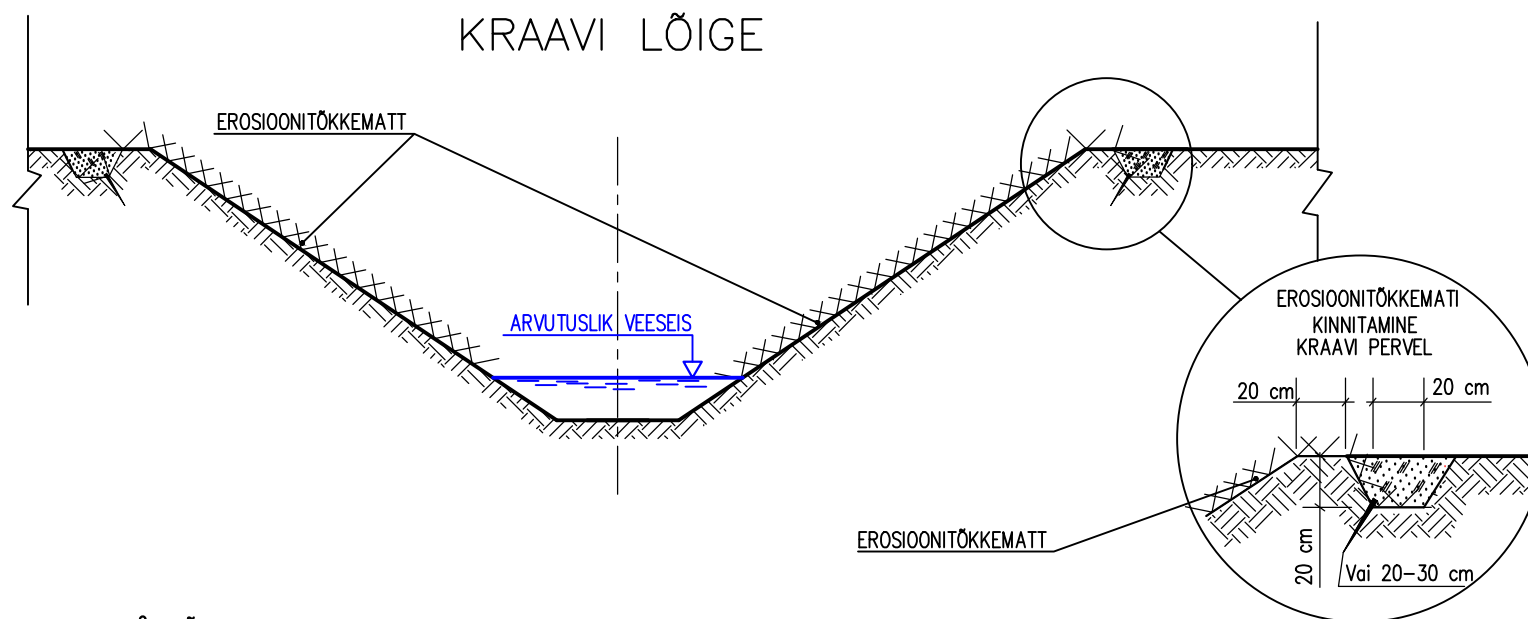 KRAAVI LÕIGE
EROSIOONITÕKKEMATT
ARVUTUSLIK VEESEIS
EROSIOONITÕKKEMATI
KINNITAMINE
KRAAVI PERVEL
20 cm
20 cm
EROSIOONITÕKKEMATT
20 cm
Vai 20-30 cm